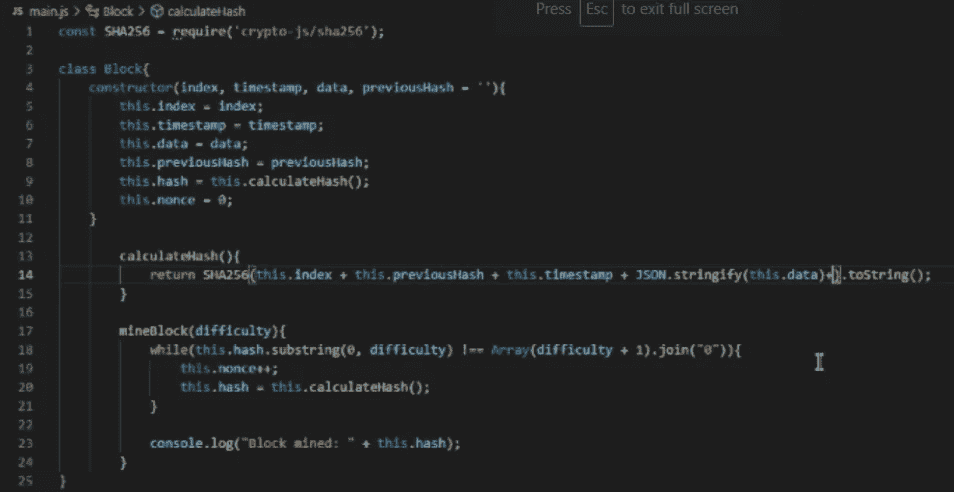 JS main.js > Block > calculateHash
Press Esc to exit full screen
1 const SHA256 = require('crypto-js/sha256');
2
3 class Block{
4 constructor(index, timestamp, data, previousHash = ''){
5 this.index = index;
6 this.timestamp = timestamp;
7 this.data = data;
8 this.previousHash = previousHash;
9 this.hash = this.calculateHash();
10 this.nonce = 0;
11 }
12
13 calculateHash(){
14 return SHA256(this.index + this.previousHash + this.timestamp + JSON.stringify(this.data)+).toString();
15 }
16
17 mineBlock(difficulty){
18 while(this.hash.substring(0, difficulty) !== Array(difficulty + 1).join("0")){
19 this.nonce++;
20 this.hash = this.calculateHash();
21 }
22
23 console.log("Block mined: " + this.hash);
24 }
25 }